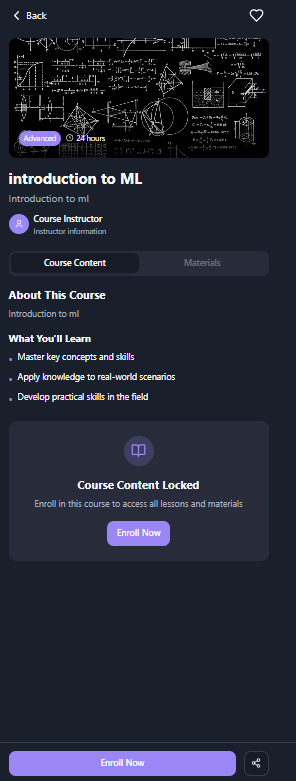 Back
Advanced
24 hours
introduction to ML
Introduction to ml
Course Instructor
Instructor information
Course Content
Materials
About This Course
Introduction to ml
What You'll Learn
Master key concepts and skills
Apply knowledge to real-world scenarios
Develop practical skills in the field
Course Content Locked
Enroll in this course to access all lessons and materials
Enroll Now
Enroll Now